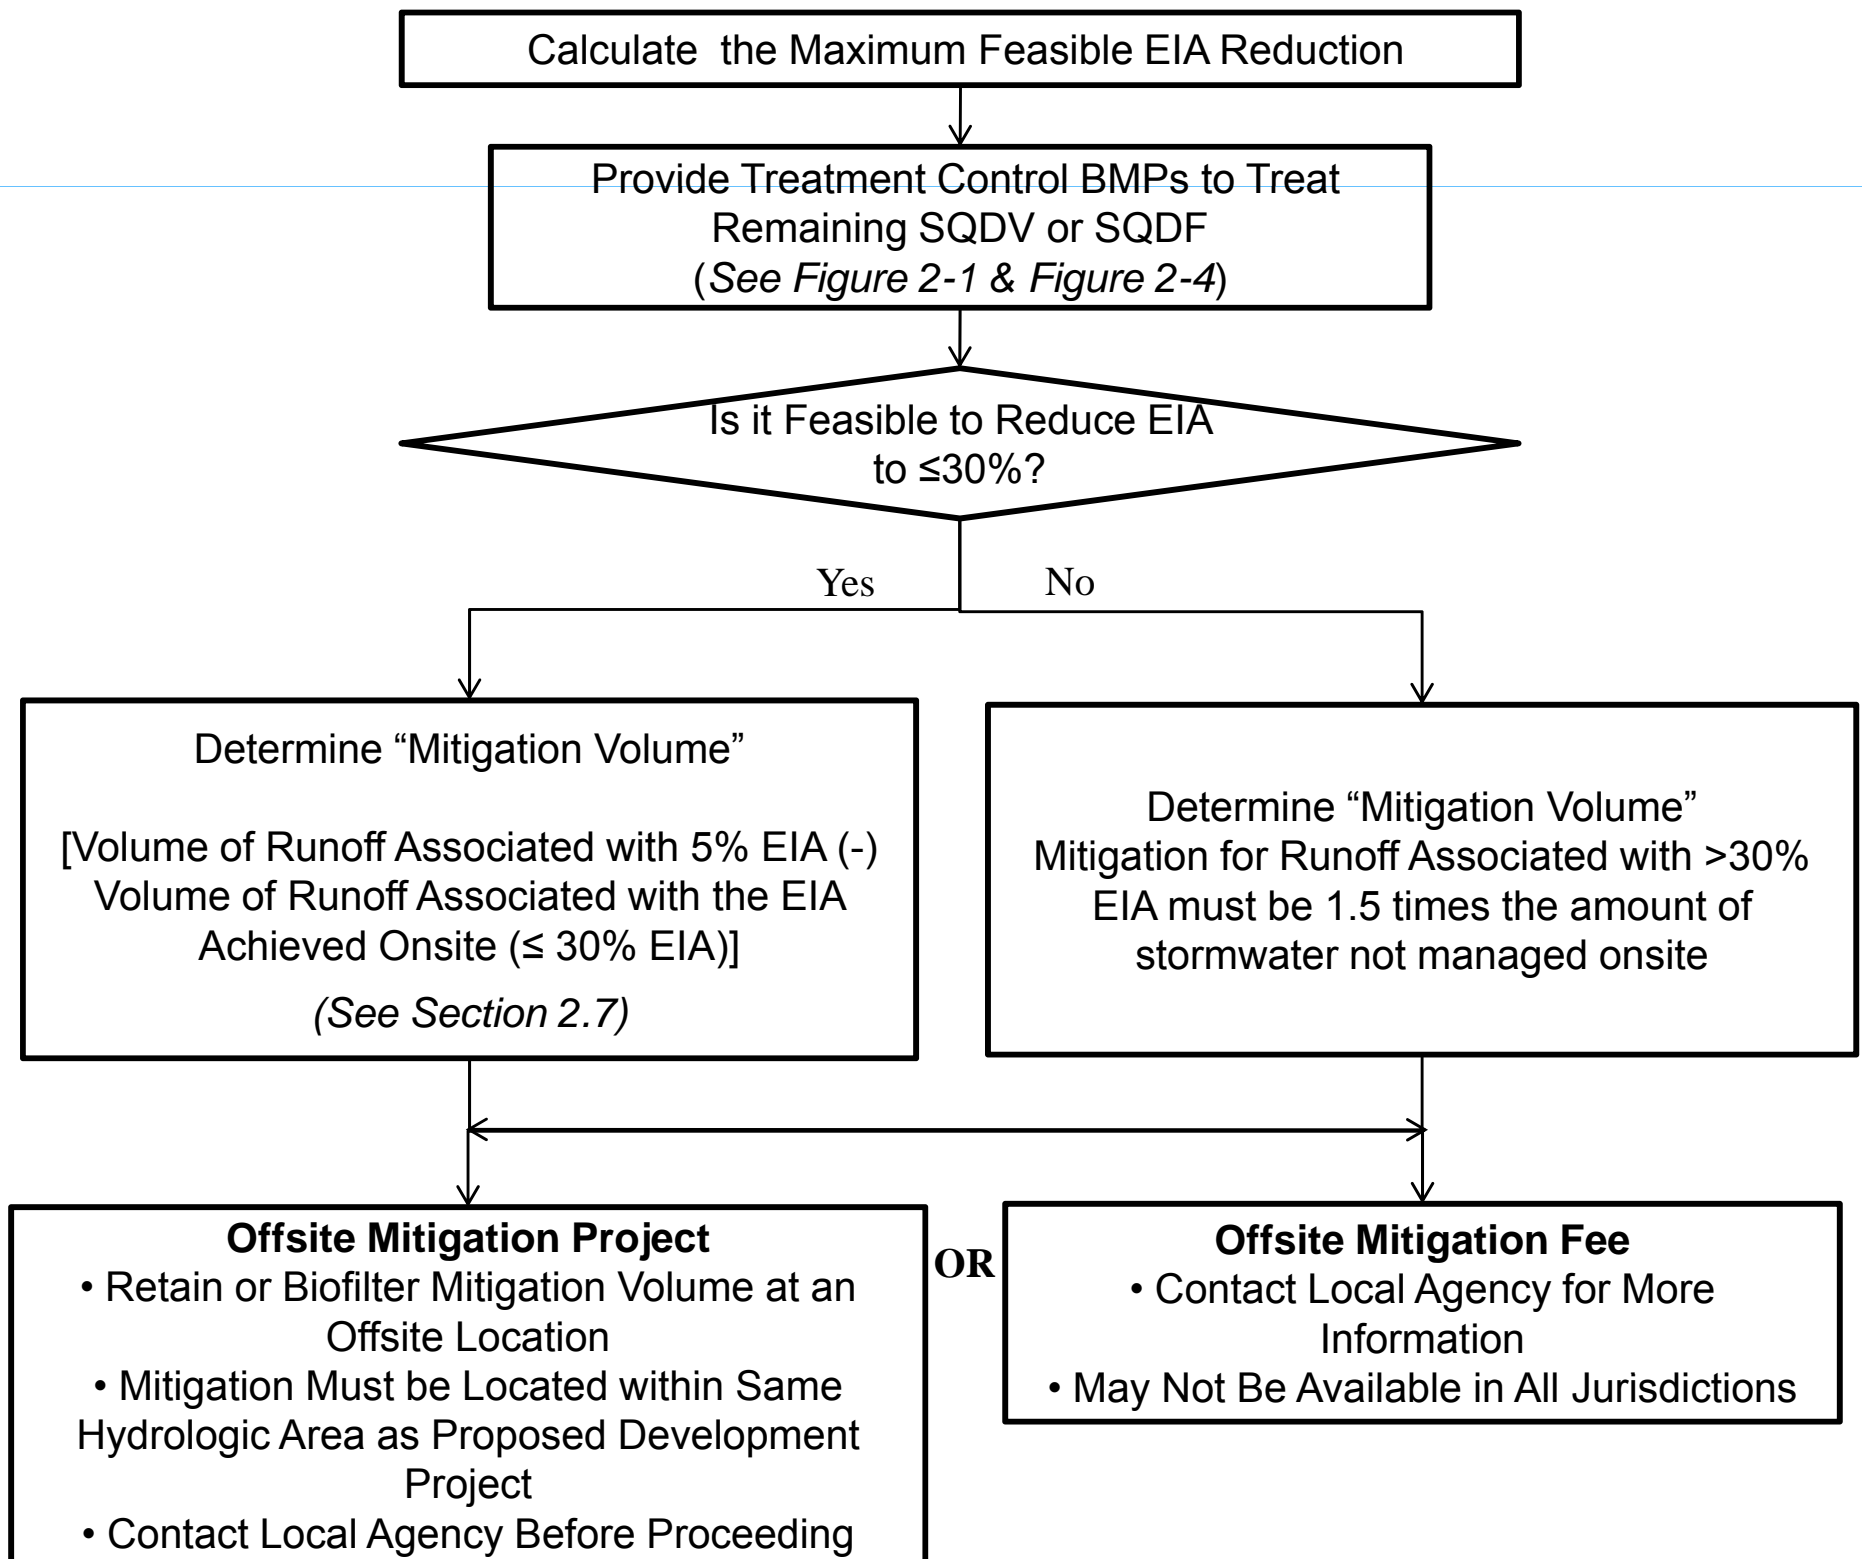 Calculate the Maximum Feasible EIA Reduction
Provide Treatment Control BMPs to Treat
Remaining SQDV or SQDF
(See Figure 2-1 & Figure 2-4)
Is it Feasible to Reduce EIA
to ≤30%?
Yes
No
Determine “Mitigation Volume”
[Volume of Runoff Associated with 5% EIA (-)
Volume of Runoff Associated with the EIA
Achieved Onsite (≤ 30% EIA)]
(See Section 2.7)
Determine “Mitigation Volume”
Mitigation for Runoff Associated with >30%
EIA must be 1.5 times the amount of
stormwater not managed onsite
Offsite Mitigation Project
• Retain or Biofilter Mitigation Volume at an
Offsite Location
• Mitigation Must be Located within Same
Hydrologic Area as Proposed Development
Project
• Contact Local Agency Before Proceeding
OR
Offsite Mitigation Fee
• Contact Local Agency for More
Information
• May Not Be Available in All Jurisdictions